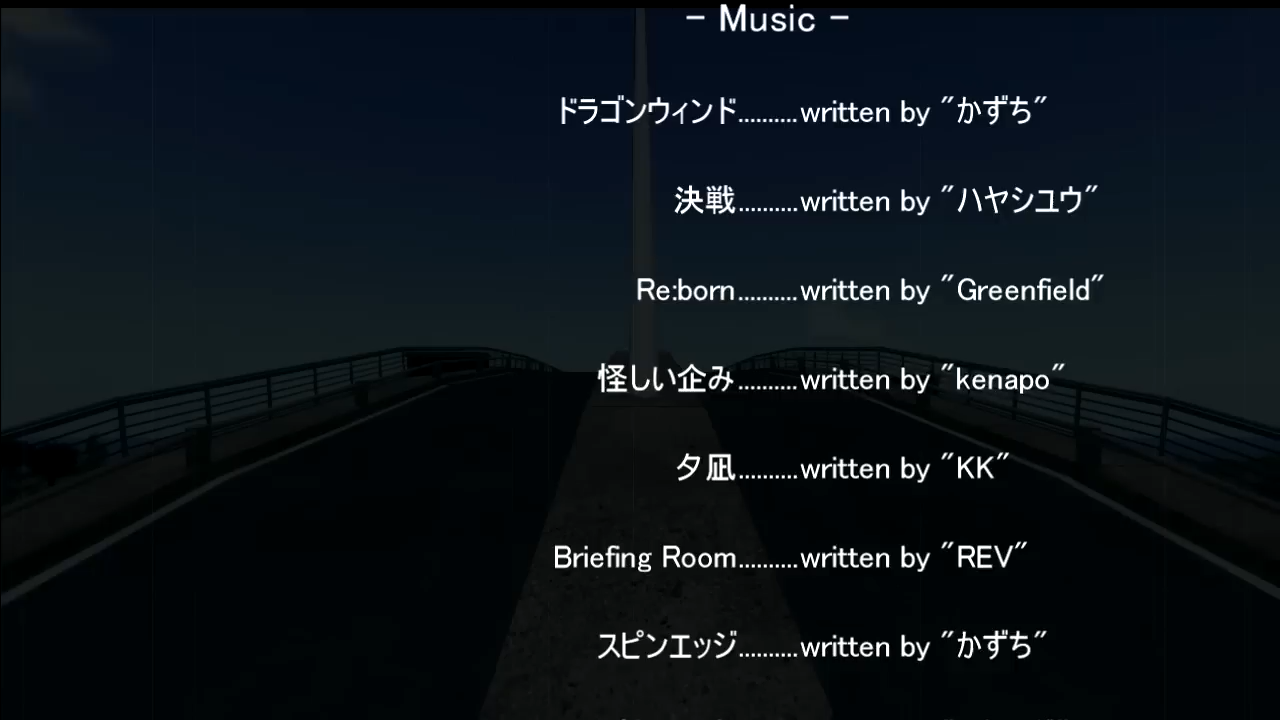 - Music -
ドラゴンウィンド..........written by "かずち"
決戦..........written by "ハヤシユウ"
Re:born..........written by "Greenfield"
怪しい企み..........written by "kenapo"
夕凪..........written by "KK"
Briefing Room..........written by "REV"
スピンエッジ..........written by "かずち"